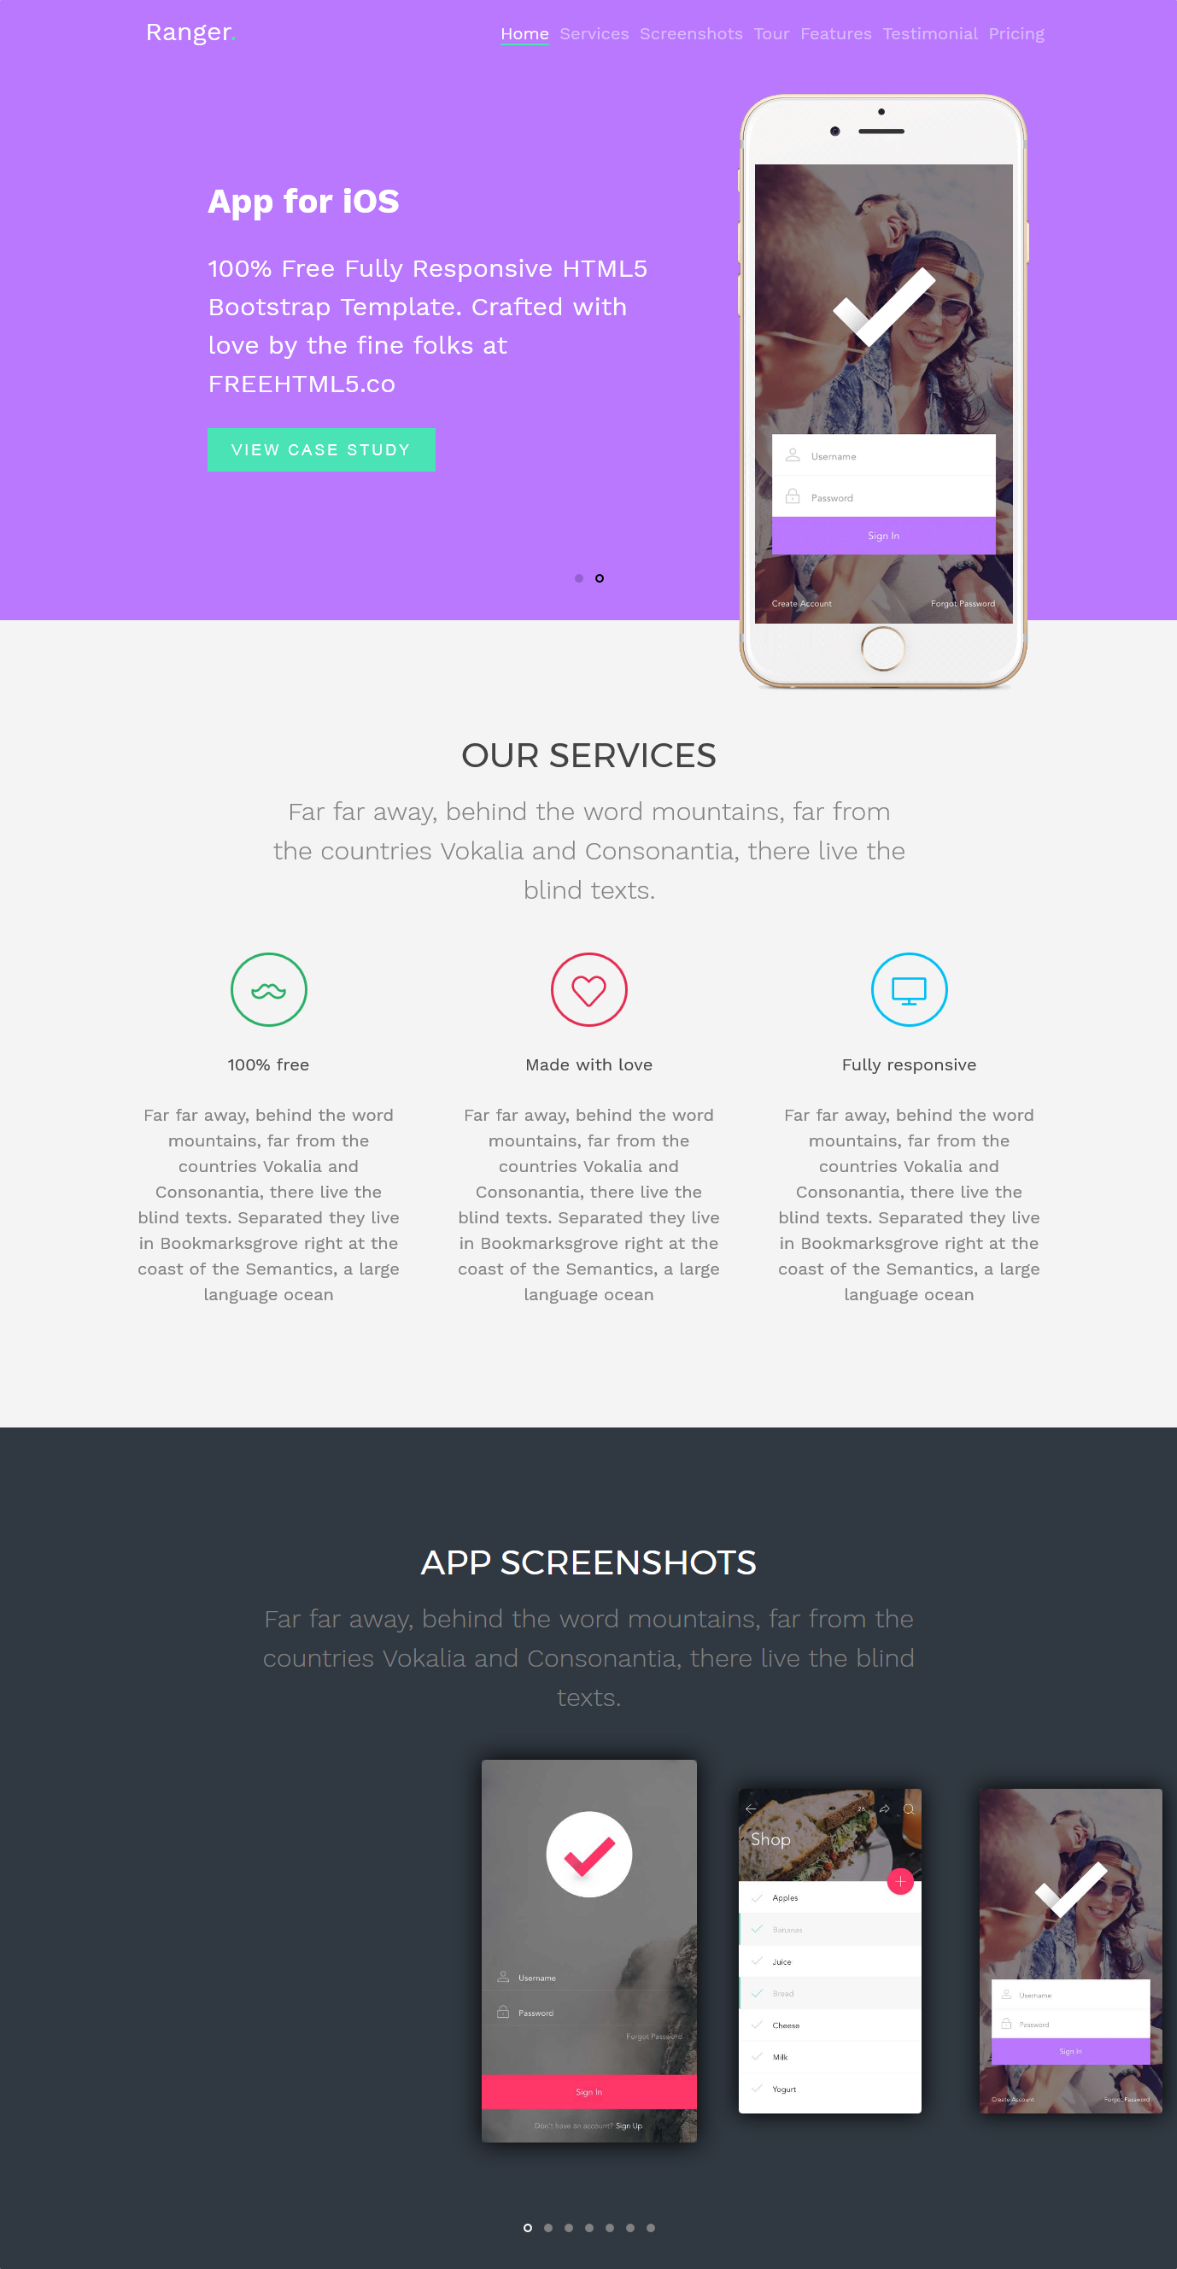 Ranger.
Home Services Screenshots Tour Features Testimonial Pricing
App for iOS
100% Free Fully Responsive HTML5
Bootstrap Template. Crafted with
love by the fine folks at
FREEHTML5.co
VIEW CASE STUDY
Username
Password
Sign In
Create Account Forgot Password
OUR SERVICES
Far far away, behind the word mountains, far from
the countries Vokalia and Consonantia, there live the
blind texts.
100% free
Far far away, behind the word
mountains, far from the
countries Vokalia and
Consonantia, there live the
blind texts. Separated they live
in Bookmarksgrove right at the
coast of the Semantics, a large
language ocean
Made with love
Far far away, behind the word
mountains, far from the
countries Vokalia and
Consonantia, there live the
blind texts. Separated they live
in Bookmarksgrove right at the
coast of the Semantics, a large
language ocean
Fully responsive
Far far away, behind the word
mountains, far from the
countries Vokalia and
Consonantia, there live the
blind texts. Separated they live
in Bookmarksgrove right at the
coast of the Semantics, a large
language ocean
APP SCREENSHOTS
Far far away, behind the word mountains, far from the
countries Vokalia and Consonantia, there live the blind
texts.
Username
Password
Forgot Password
Sign In
Don't have an account? Sign Up
Shop
Apples
Bananas
Juice
Bread
Cheese
Milk
Yogurt
Username
Password
Sign In
Create Account Forgot Password